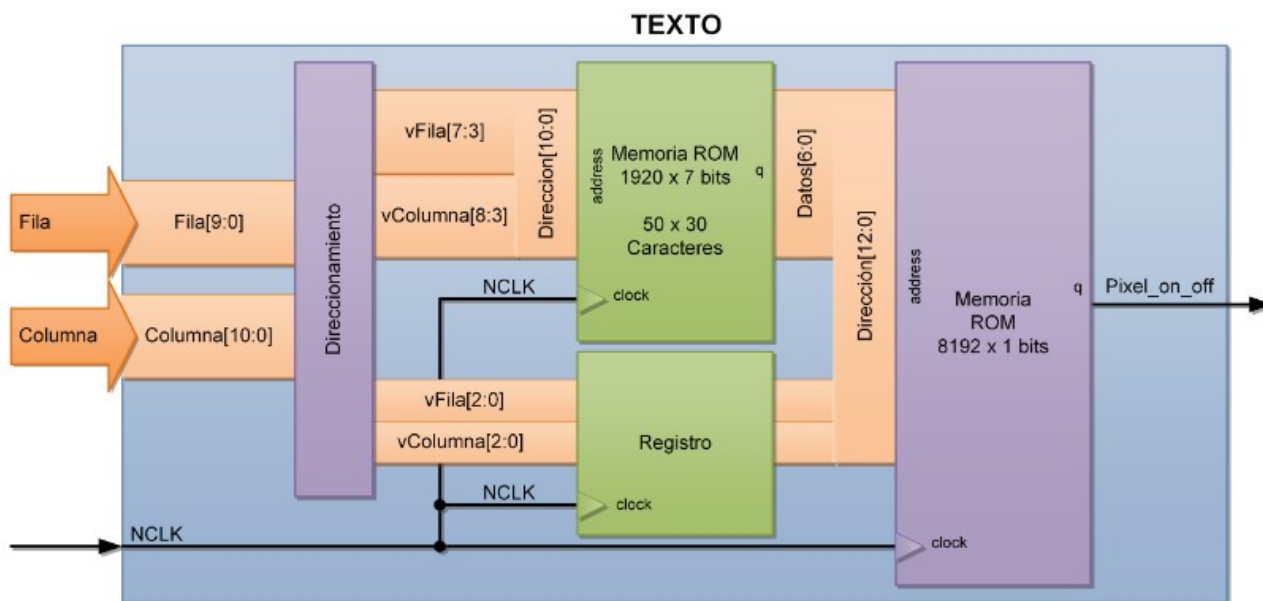 TEXTO
Fila
Columna
Fila[9:0]
Columna[10:0]
Direccionamiento
vFila[7:3]
vColumna[8:3]
Direccion[10:0]
address
Memoria ROM
1920 x 7 bits
q
50 x 30
Caracteres
NCLK
clock
Datos[6:0]
Dirección[12:0]
address
Memoria
ROM
8192 x 1 bits
q
Pixel_on_off
vFila[2:0]
vColumna[2:0]
Registro
NCLK
clock
NCLK
clock